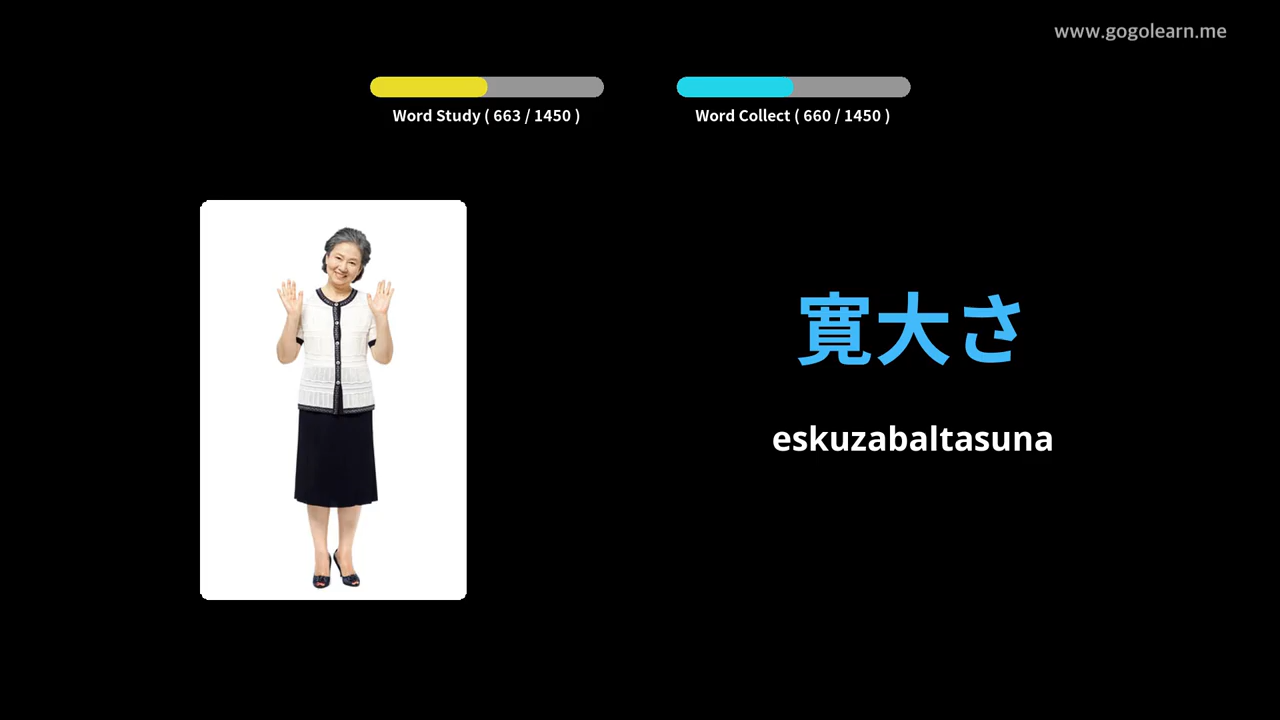 www.gogolearn.me
Word Study ( 663 / 1450 )
Word Collect ( 660 / 1450 )
寛大さ
eskuzabaltasuna